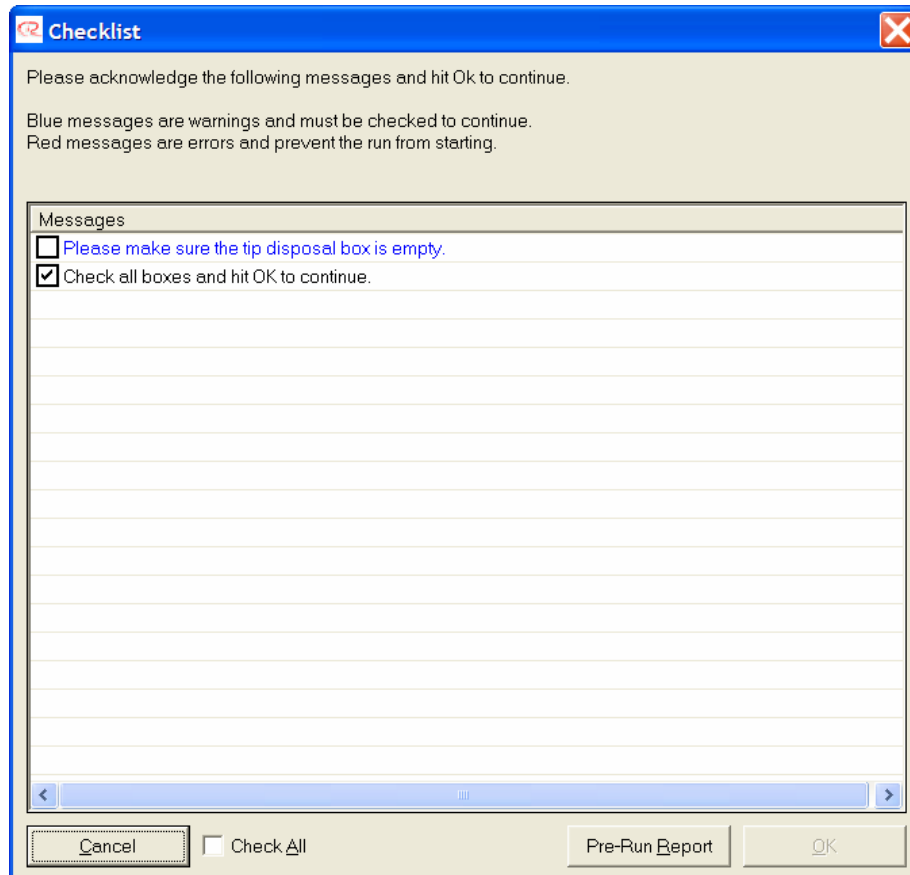 Checklist
Please acknowledge the following messages and hit Ok to continue.
Blue messages are warnings and must be checked to continue.
Red messages are errors and prevent the run from starting.
Messages
Please make sure the tip disposal box is empty.
Check all boxes and hit OK to continue.
Cancel Check All Pre-Run Report OK